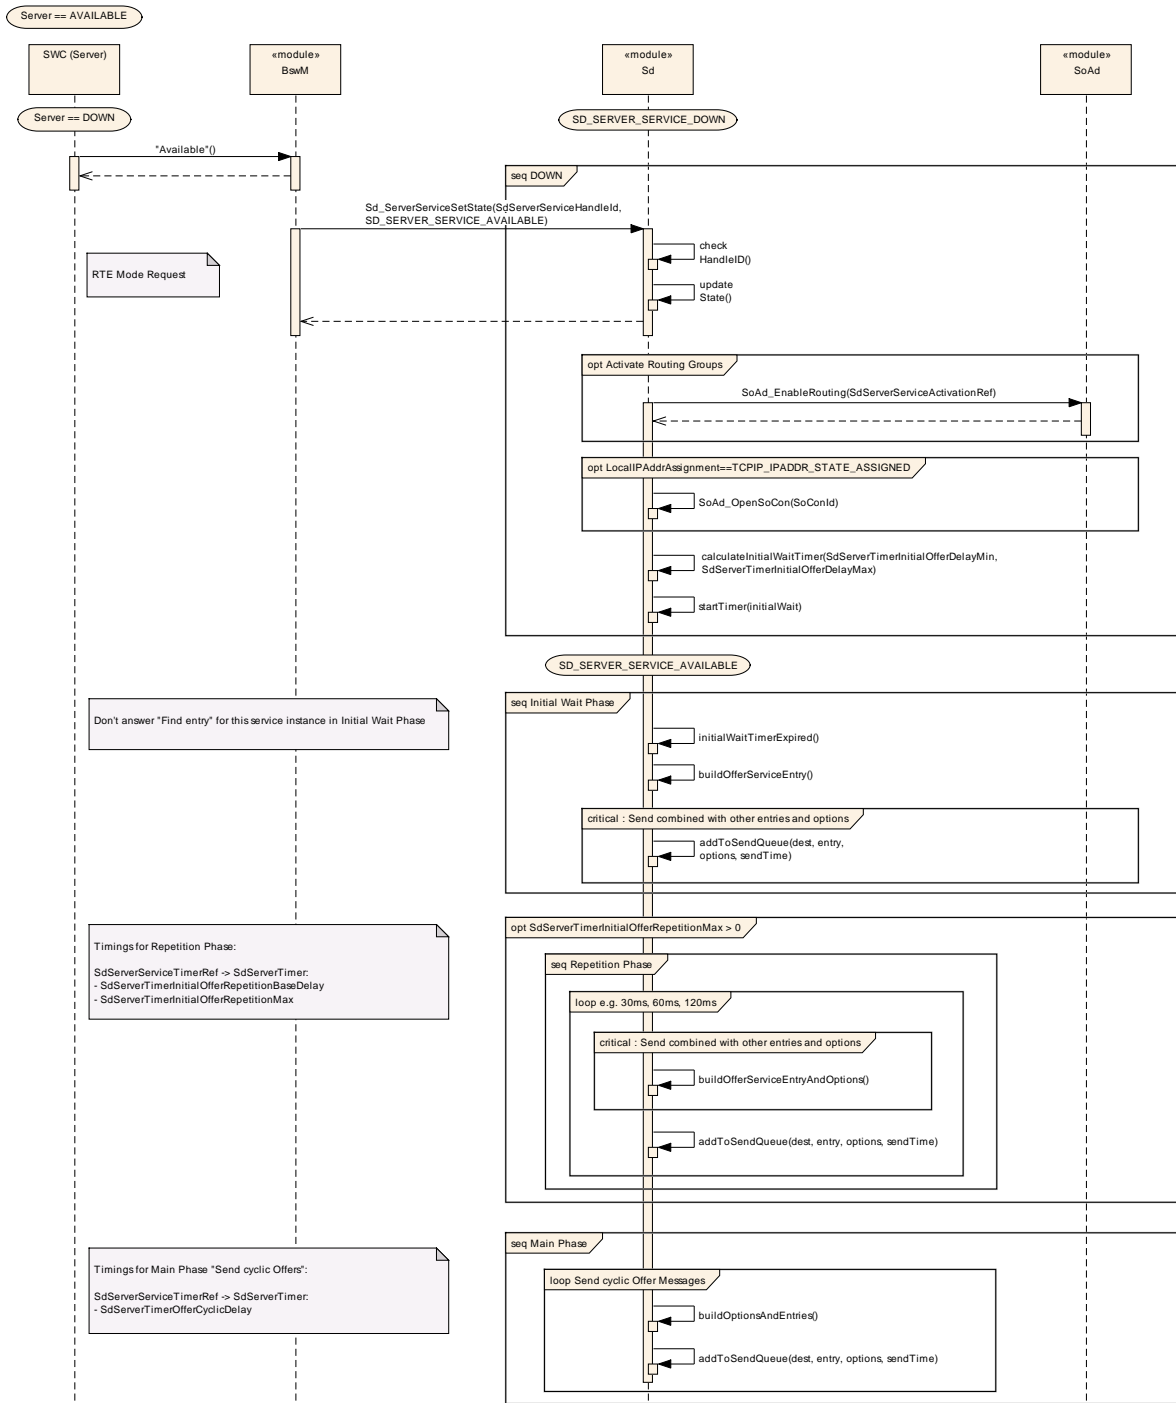 Server == AVAILABLE
SWC (Server)
«module»
BswM
«module»
Sd
«module»
SoAd
Server == DOWN
SD_SERVER_SERVICE_DOWN
"Available"()
seq DOWN
Sd_ServerServiceSetState(SdServerServiceHandleId,
SD_SERVER_SERVICE_AVAILABLE)
check
HandleID()
RTE Mode Request
update
State()
opt Activate Routing Groups
SoAd_EnableRouting(SdServerServiceActivationRef)
opt LocalIPAddrAssignment==TCPIP_IPADDR_STATE_ASSIGNED
SoAd_OpenSoCon(SoConId)
calculateInitialWaitTimer(SdServerTimerInitialOfferDelayMin,
SdServerTimerInitialOfferDelayMax)
startTimer(initialWait)
SD_SERVER_SERVICE_AVAILABLE
seq Initial Wait Phase
Don't answer "Find entry" for this service instance in Initial Wait Phase
initialWaitTimerExpired()
buildOfferServiceEntry()
critical : Send combined with other entries and options
addToSendQueue(dest, entry,
options, sendTime)
opt SdServerTimerInitialOfferRepetitionMax > 0
Timings for Repetition Phase:
SdServerServiceTimerRef -> SdServerTimer:
- SdServerTimerInitialOfferRepetitionBaseDelay
- SdServerTimerInitialOfferRepetitionMax
seq Repetition Phase
loop e.g. 30ms, 60ms, 120ms
critical : Send combined with other entries and options
buildOfferServiceEntryAndOptions()
addToSendQueue(dest, entry, options, sendTime)
seq Main Phase
Timings for Main Phase "Send cyclic Offers":
SdServerServiceTimerRef -> SdServerTimer:
- SdServerTimerOfferCyclicDelay
loop Send cyclic Offer Messages
buildOptionsAndEntries()
addToSendQueue(dest, entry, options, sendTime)